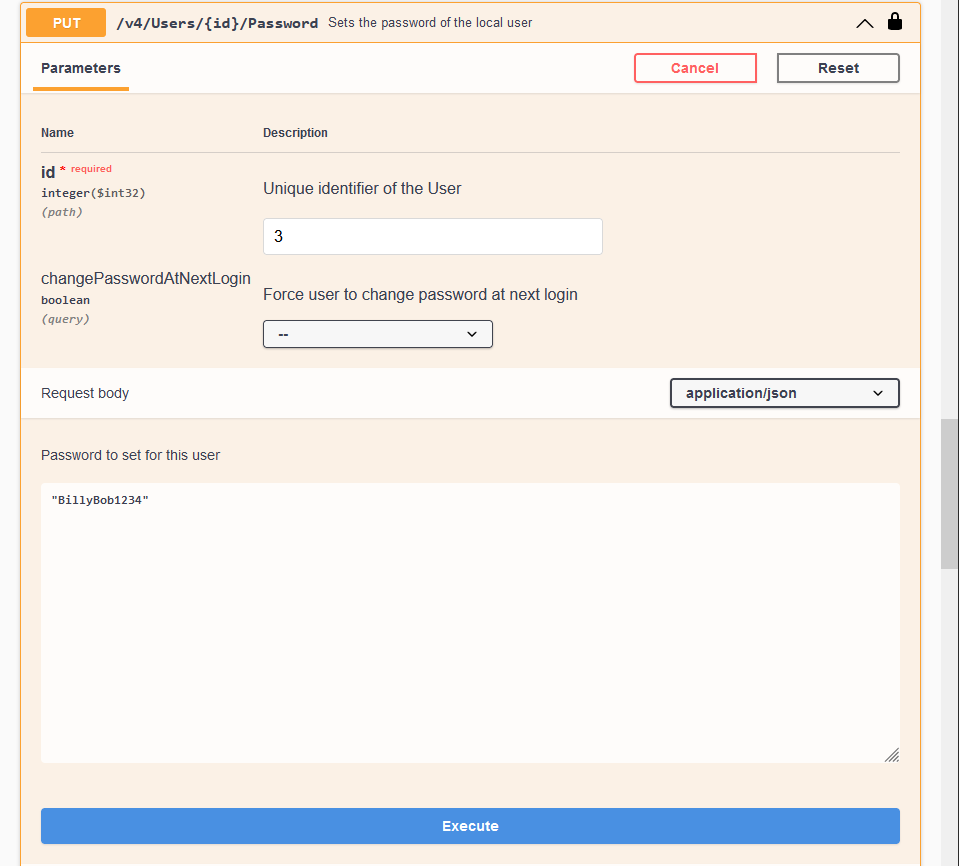 PUT /v4/Users/{id}/Password Sets the password of the local user
Parameters
Cancel
Reset
Name Description
id * required
integer($int32)
(path)
Unique identifier of the User
3
changePasswordAtNextLogin
boolean
(query)
Force user to change password at next login
--
Request body
application/json
Password to set for this user
"BillyBob1234"
Execute